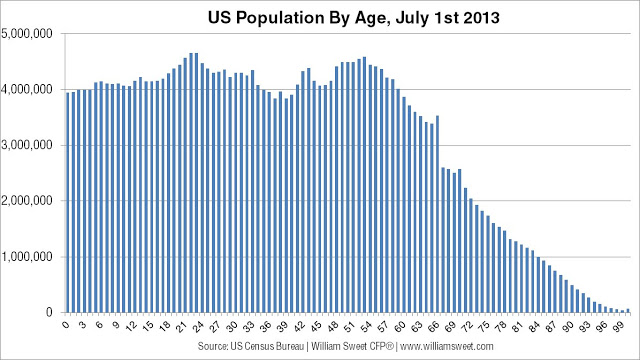 US Population By Age, July 1st 2013
5,000,000
4,000,000
3,000,000
2,000,000
1,000,000
0
0 3 6 9 12 15 18 21 24 27 30 33 36 39 42 45 48 51 54 57 60 63 66 69 72 75 78 81 84 87 90 93 96 99
Source: US Census Bureau | William Sweet CFP® | www.williamsweet.com